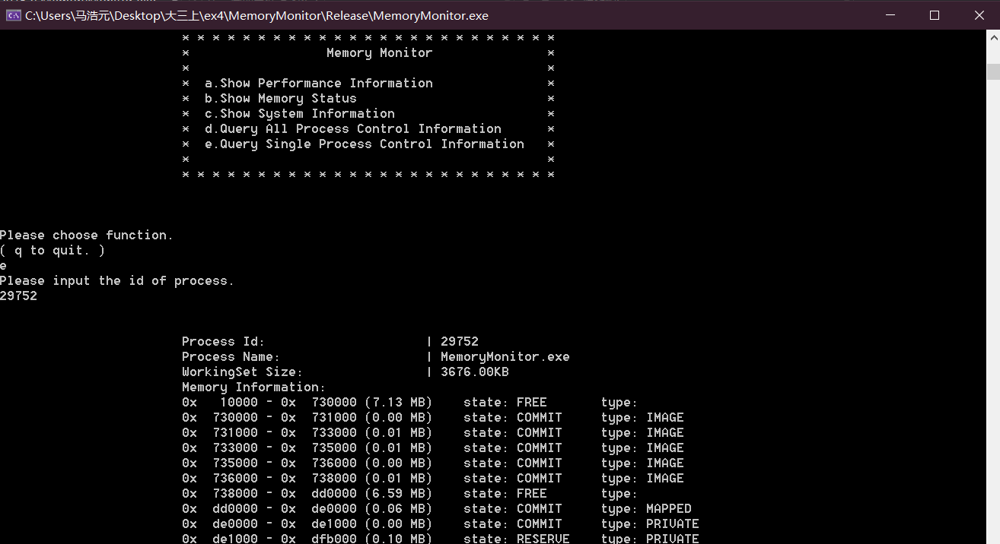 C:\Users\马浩元\Desktop\大三上\ex4\MemoryMonitor\Release\MemoryMonitor.exe
* * * * * * * * * * * * * * * * * * * * * * * * *
* Memory Monitor *
* *
* a.Show Performance Information *
* b.Show Memory Status *
* c.Show System Information *
* d.Query All Process Control Information *
* e.Query Single Process Control Information *
* *
* * * * * * * * * * * * * * * * * * * * * * * * *
Please choose function.
( q to quit. )
e
Please input the id of process.
29752
Process Id: | 29752
Process Name: | MemoryMonitor.exe
WorkingSet Size: | 3676.00KB
Memory Information:
0x 10000 - 0x 730000 (7.13 MB) state: FREE type:
0x 730000 - 0x 731000 (0.00 MB) state: COMMIT type: IMAGE
0x 731000 - 0x 733000 (0.01 MB) state: COMMIT type: IMAGE
0x 733000 - 0x 735000 (0.01 MB) state: COMMIT type: IMAGE
0x 735000 - 0x 736000 (0.00 MB) state: COMMIT type: IMAGE
0x 736000 - 0x 738000 (0.01 MB) state: COMMIT type: IMAGE
0x 738000 - 0x dd0000 (6.59 MB) state: FREE type:
0x dd0000 - 0x de0000 (0.06 MB) state: COMMIT type: MAPPED
0x de0000 - 0x de1000 (0.00 MB) state: COMMIT type: PRIVATE
0x de1000 - 0x dfb000 (0.10 MB) state: RESERVE type: PRIVATE